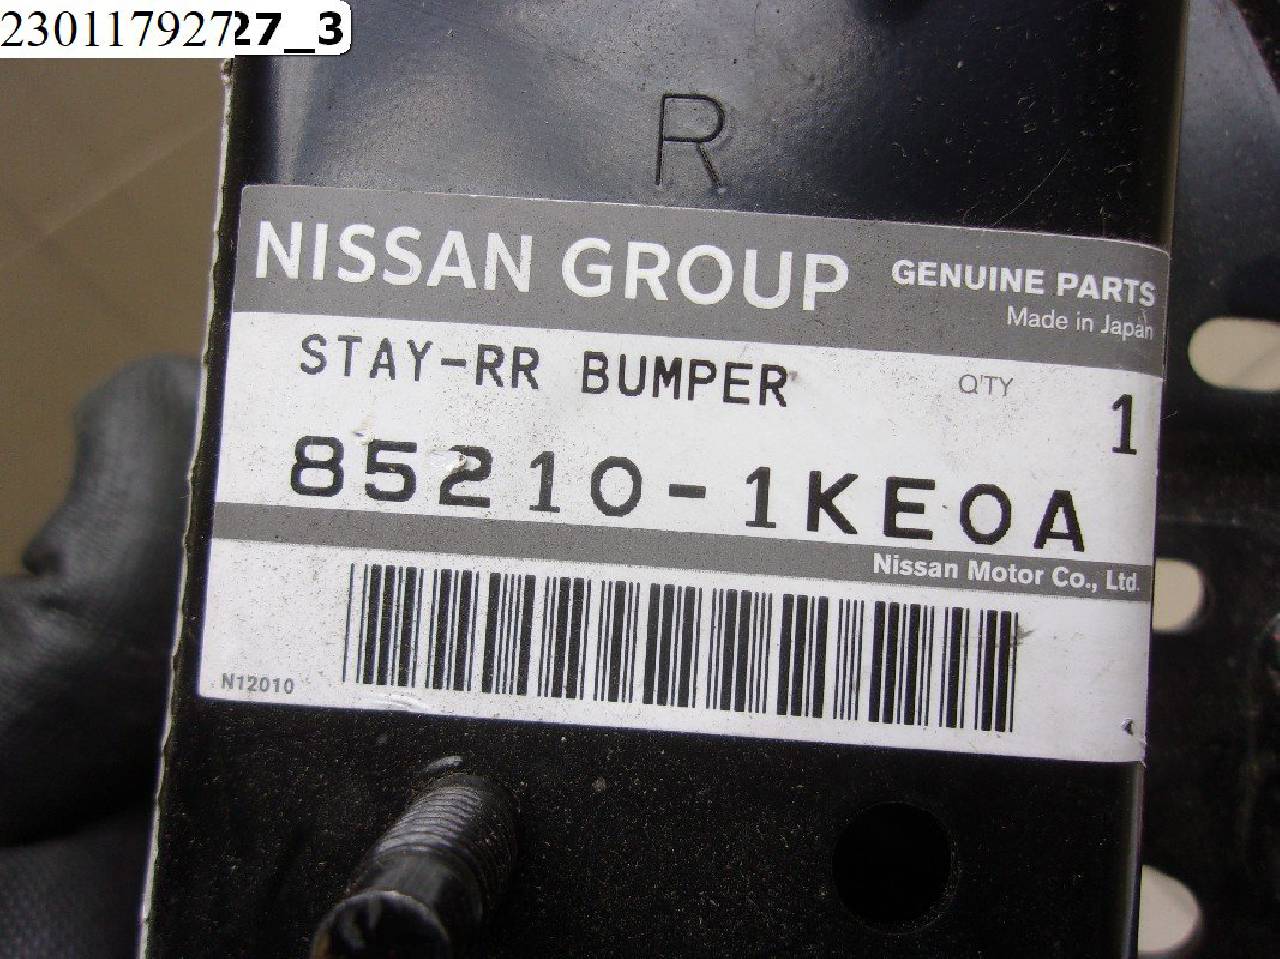 23011792727_3
R
NISSAN GROUP GENUINE PARTS
Made in Japan
STAY-RR BUMPER Q'TY 1
85210-1KE0A
Nissan Motor Co., Ltd.
N12010